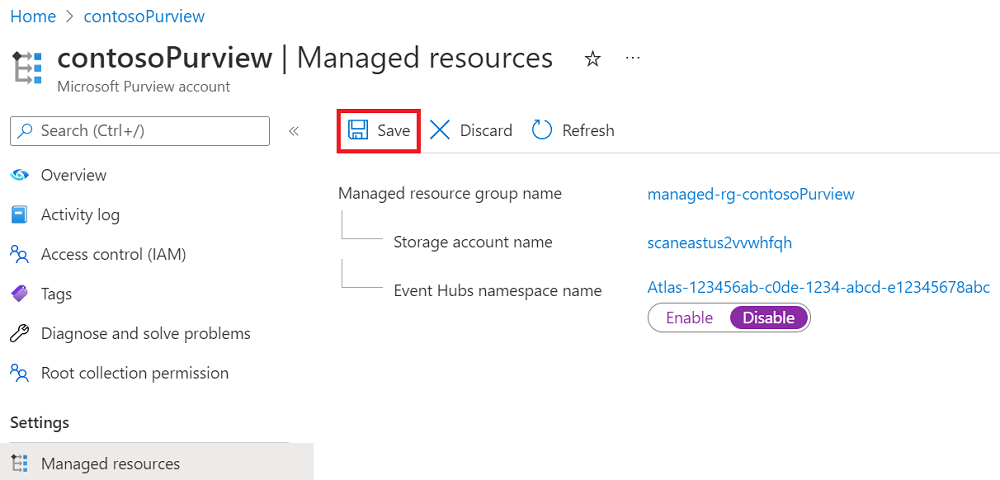 Home > contosoPurview
contosoPurview | Managed resources
Microsoft Purview account
Search (Ctrl+/)
Overview
Activity log
Access control (IAM)
Tags
Diagnose and solve problems
Root collection permission
Settings
Managed resources
Save Discard Refresh
Managed resource group name managed-rg-contosoPurview
Storage account name scaneastus2vvwhfqh
Event Hubs namespace name Atlas-123456ab-c0de-1234-abcd-e12345678abc
Enable Disable